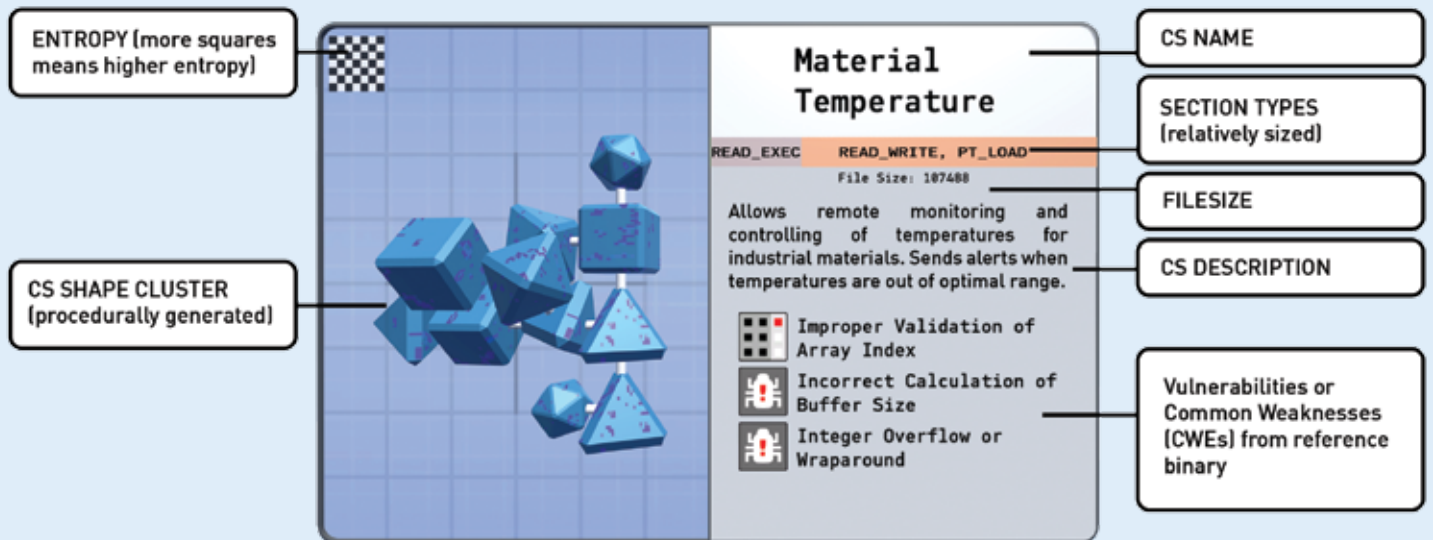 ENTROPY (more squares
means higher entropy)
CS SHAPE CLUSTER
(procedurally generated)
Material
Temperature
READ_EXEC READ_WRITE, PT_LOAD
File Size: 107488
Allows remote monitoring and
controlling of temperatures for
industrial materials. Sends alerts when
temperatures are out of optimal range.
Improper Validation of
Array Index
Incorrect Calculation of
Buffer Size
Integer Overflow or
Wraparound
CS NAME
SECTION TYPES
(relatively sized)
FILESIZE
CS DESCRIPTION
Vulnerabilities or
Common Weaknesses
(CWEs) from reference
binary